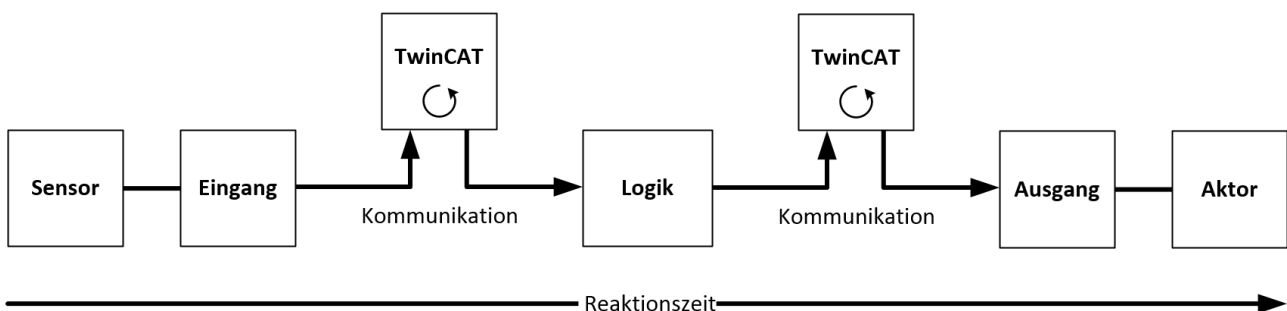 TwinCAT
TwinCAT
Sensor
Eingang
Kommunikation
Logik
Kommunikation
Ausgang
Aktor
Reaktionszeit